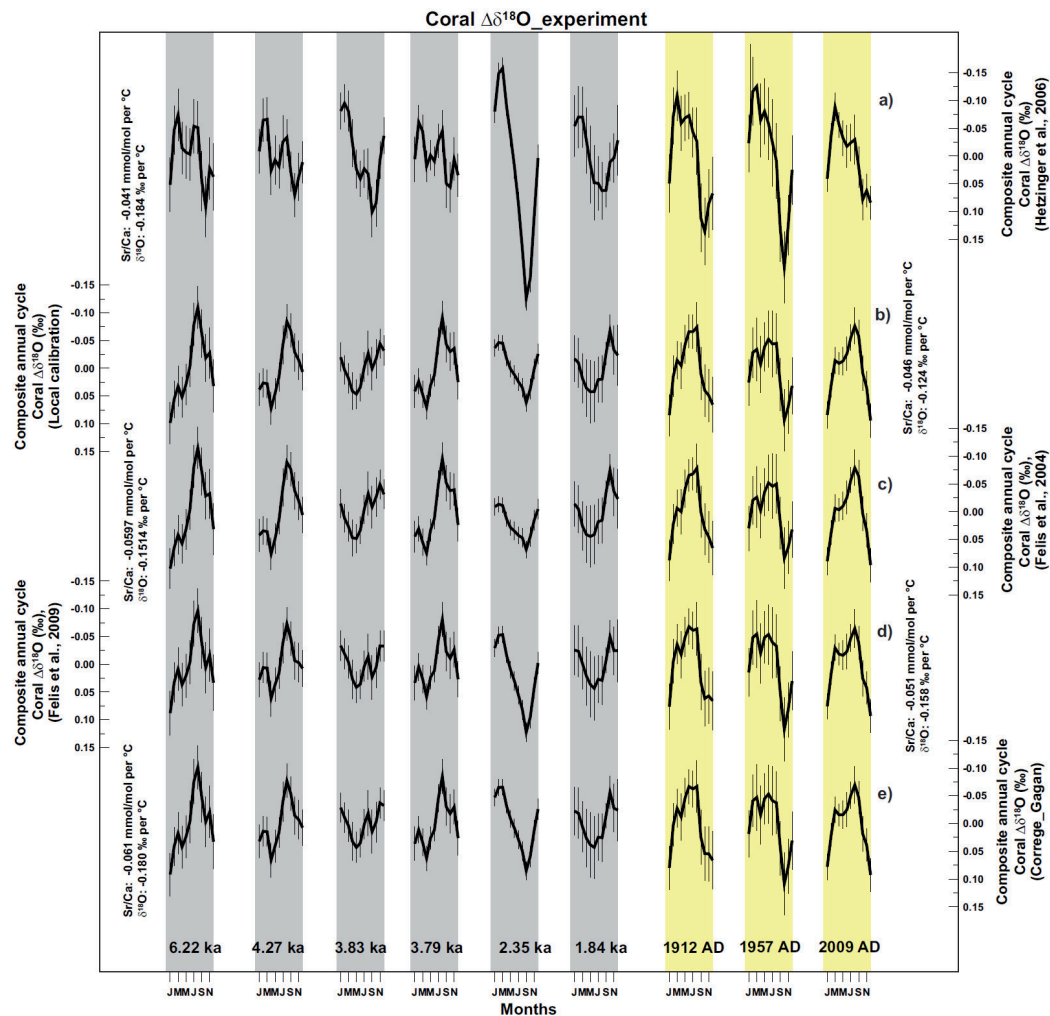 Coral Δδ¹⁸O_experiment
a)
-0.15
-0.10
-0.05
0.00
0.05
0.10
0.15
Composite annual cycle
Coral Δδ¹⁸O (‰)
(Hetzinger et al., 2006)
Sr/Ca: -0.041 mmol/mol per °C
δ¹⁸O: -0.184 ‰ per °C
b)
-0.15
-0.10
-0.05
0.00
0.05
0.10
0.15
Composite annual cycle
Coral Δδ¹⁸O (‰)
(Local calibration)
Sr/Ca: -0.046 mmol/mol per °C
δ¹⁸O: -0.124 ‰ per °C
c)
-0.15
-0.10
-0.05
0.00
0.05
0.10
0.15
Composite annual cycle
Coral Δδ¹⁸O (‰),
(Felis et al., 2004)
Sr/Ca: -0.0597 mmol/mol per °C
δ¹⁸O: -0.1514 ‰ per °C
d)
-0.15
-0.10
-0.05
0.00
0.05
0.10
0.15
Composite annual cycle
Coral Δδ¹⁸O (‰),
(Felis et al., 2009)
Sr/Ca: -0.051 mmol/mol per °C
δ¹⁸O: -0.158 ‰ per °C
e)
-0.15
-0.10
-0.05
0.00
0.05
0.10
0.15
Composite annual cycle
Coral Δδ¹⁸O (‰)
(Correge_Gagan)
Sr/Ca: -0.061 mmol/mol per °C
δ¹⁸O: -0.180 ‰ per °C
6.22 ka 4.27 ka 3.83 ka 3.79 ka 2.35 ka 1.84 ka 1912 AD 1957 AD 2009 AD
JMMJSN JMMJSN JMMJSN JMMJSN JMMJSN JMMJSN JMMJSN JMMJSN JMMJSN
Months